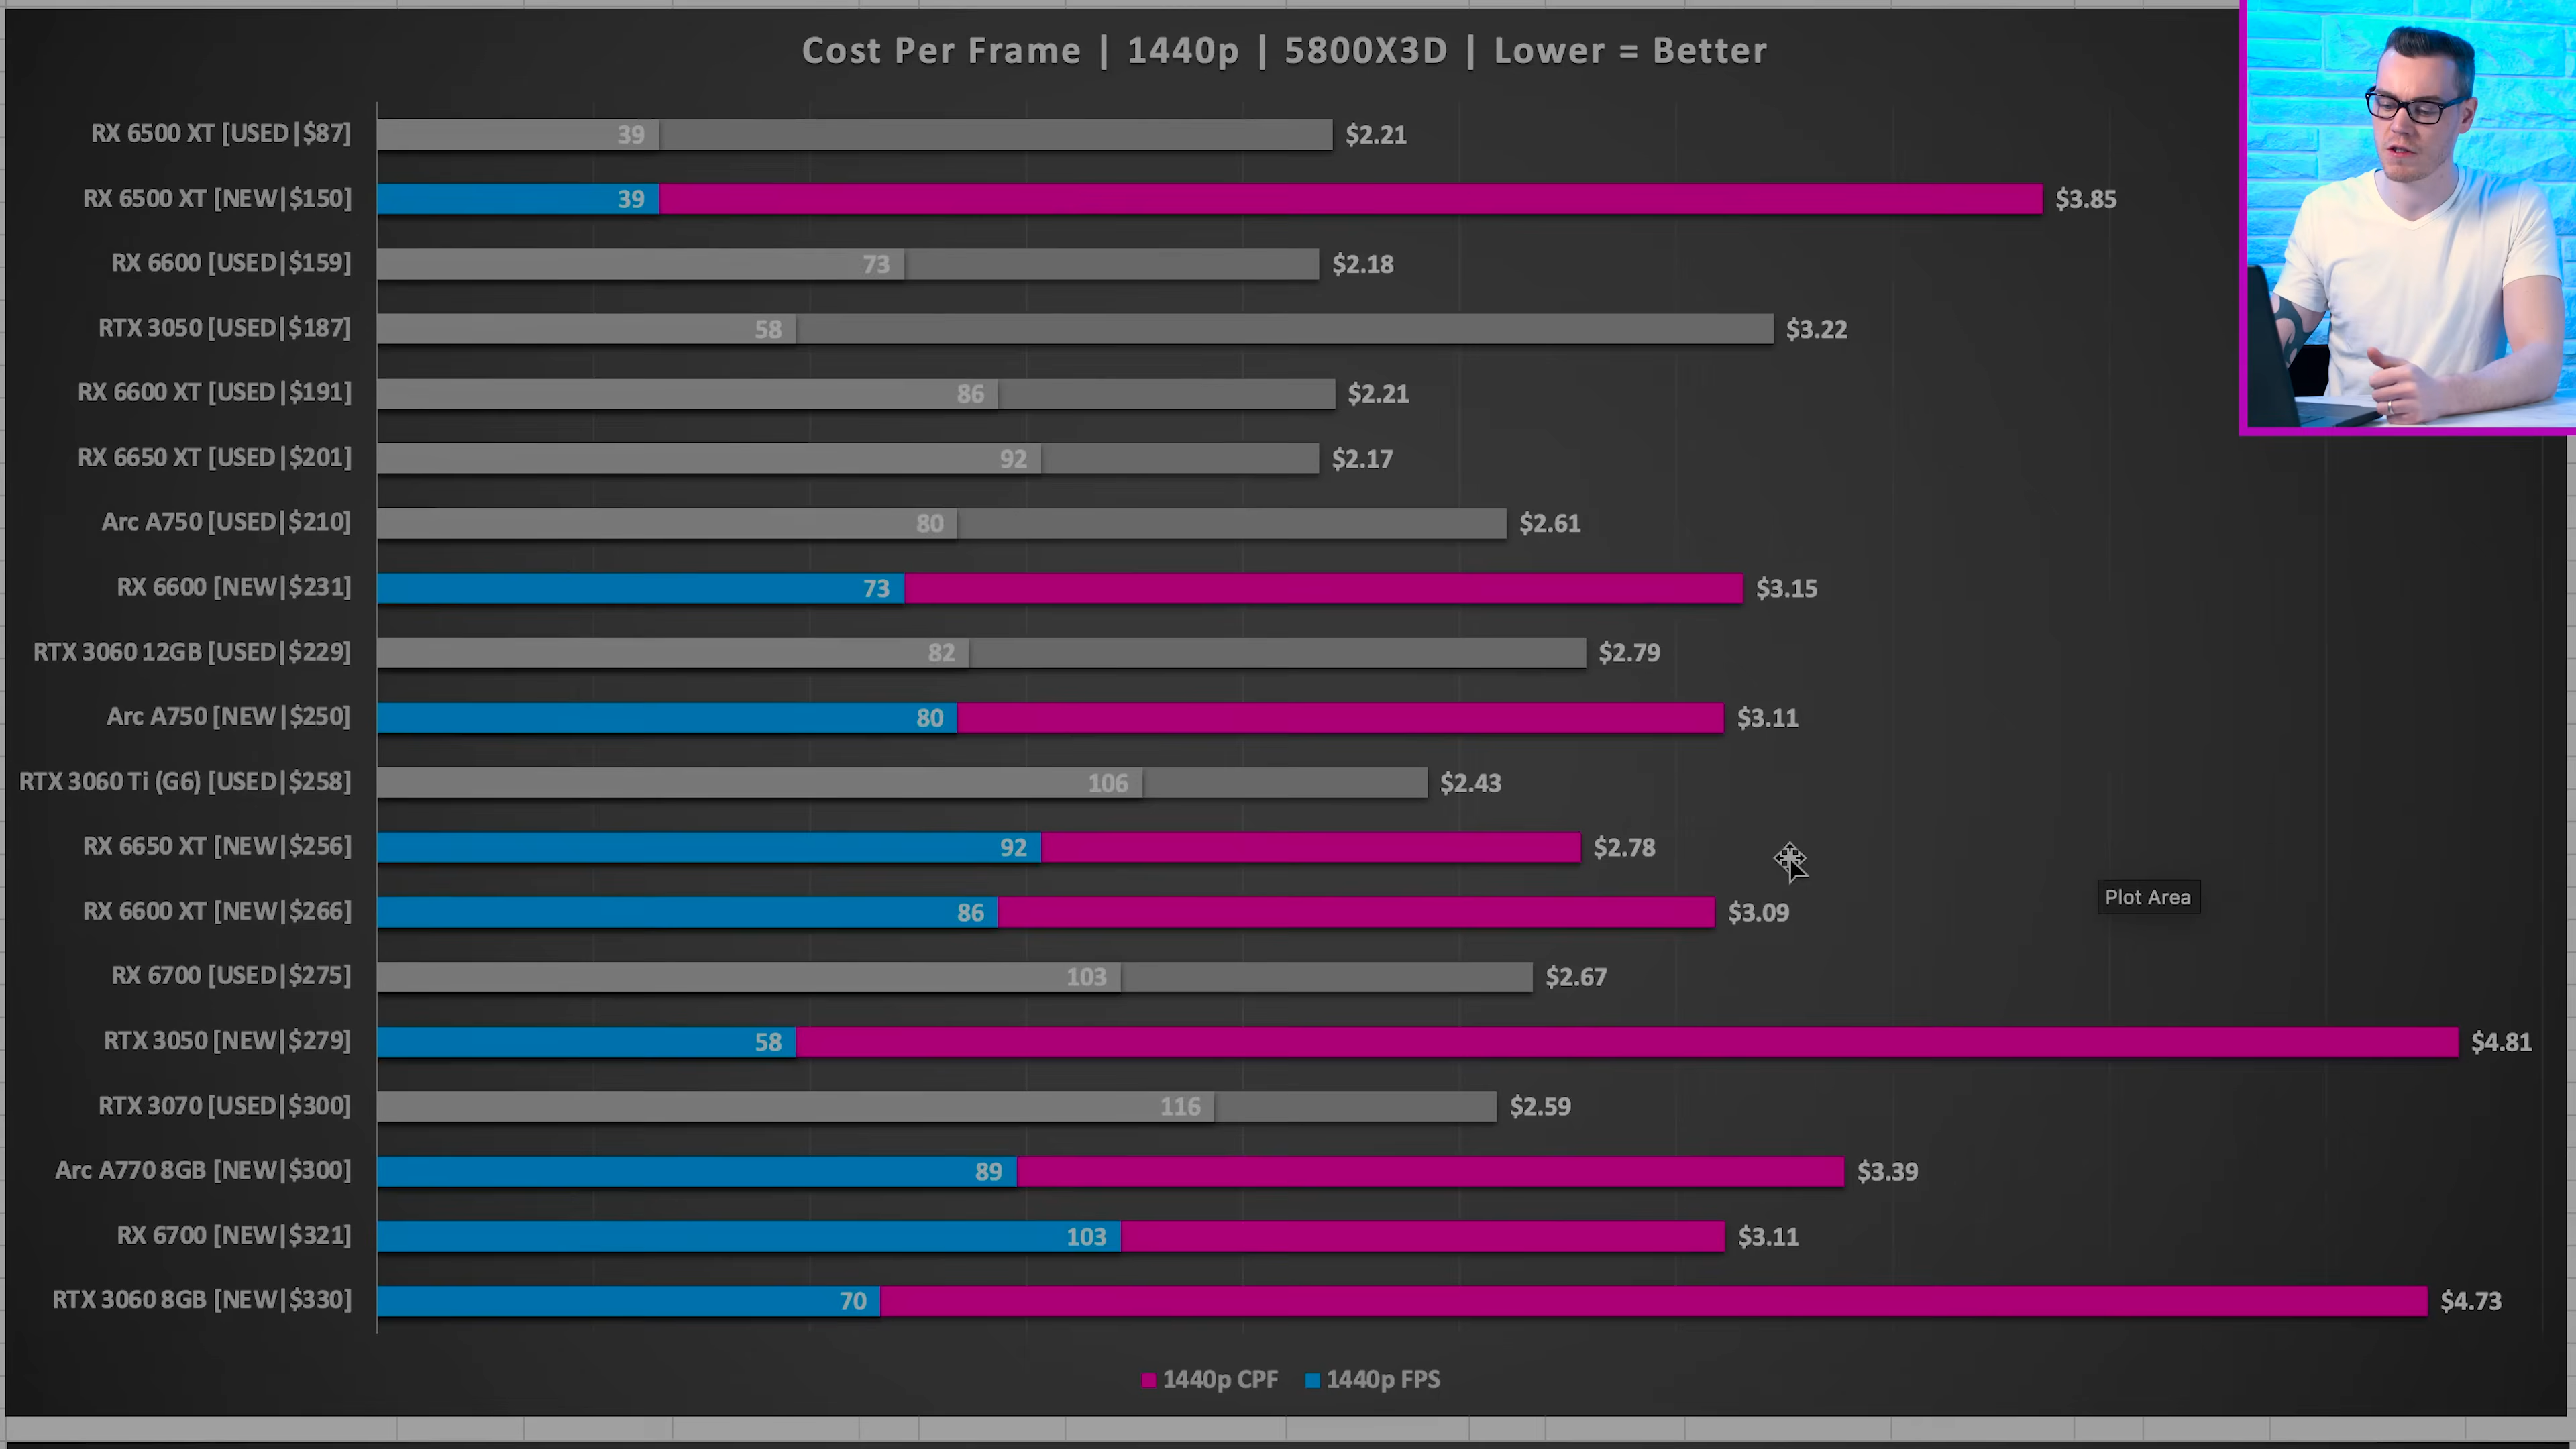 Cost Per Frame | 1440p | 5800X3D | Lower = Better
RX 6500 XT [USED|$87] 39 $2.21
RX 6500 XT [NEW|$150] 39 $3.85
RX 6600 [USED|$159] 73 $2.18
RTX 3050 [USED|$187] 58 $3.22
RX 6600 XT [USED|$191] 86 $2.21
RX 6650 XT [USED|$201] 92 $2.17
Arc A750 [USED|$210] 80 $2.61
RX 6600 [NEW|$231] 73 $3.15
RTX 3060 12GB [USED|$229] 82 $2.79
Arc A750 [NEW|$250] 80 $3.11
RTX 3060 Ti (G6) [USED|$258] 106 $2.43
RX 6650 XT [NEW|$256] 92 $2.78
RX 6600 XT [NEW|$266] 86 $3.09
Plot Area
RX 6700 [USED|$275] 103 $2.67
RTX 3050 [NEW|$279] 58 $4.81
RTX 3070 [USED|$300] 116 $2.59
Arc A770 8GB [NEW|$300] 89 $3.39
RX 6700 [NEW|$321] 103 $3.11
RTX 3060 8GB [NEW|$330] 70 $4.73
1440p CPF 1440p FPS